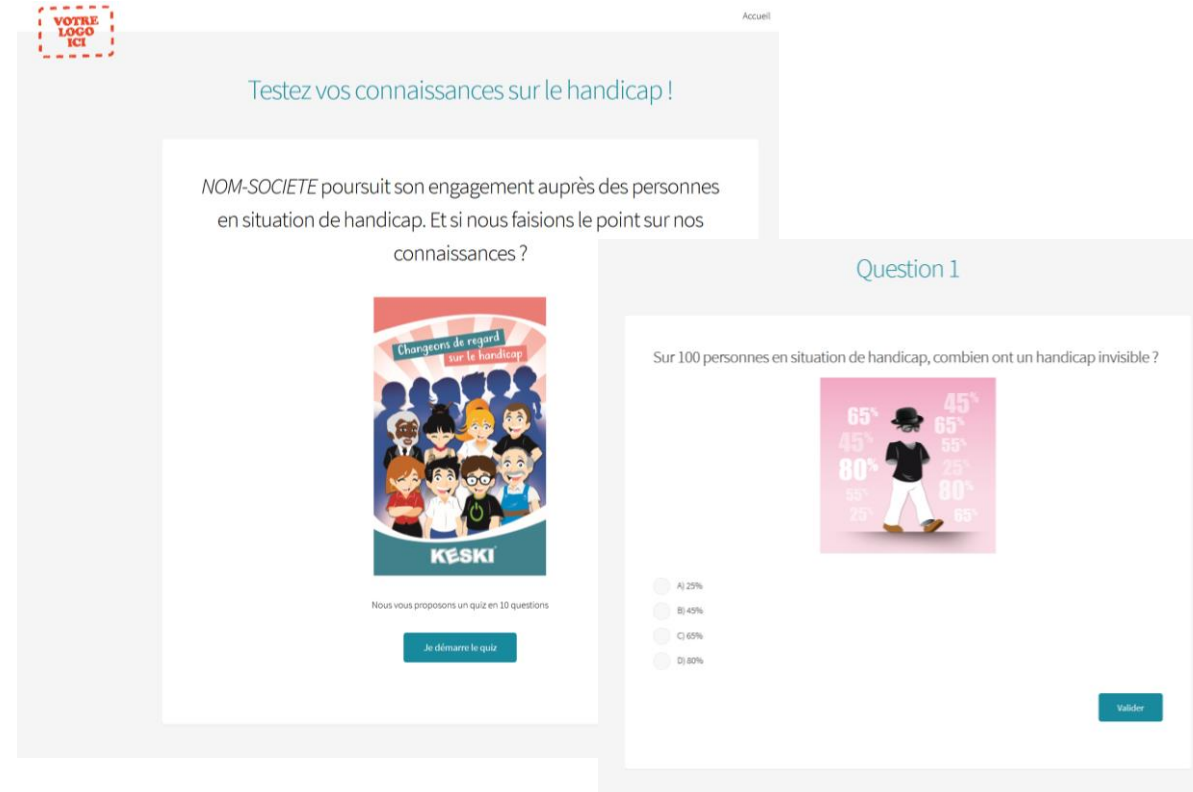 VOTRE
LOGO
ICI
Accueil
Testez vos connaissances sur le handicap !
NOM-SOCIETE poursuit son engagement auprès des personnes
en situation de handicap. Et si nous faisions le point sur nos
connaissances ?
Changeons de regard
sur le handicap
KESKI
Nous vous proposons un quiz en 10 questions
Je démarre le quiz
Question 1
Sur 100 personnes en situation de handicap, combien ont un handicap invisible ?
65% 45%
65%
45% 55%
80% 25%
55% 80%
25% 65%
A) 25%
B) 45%
C) 65%
D) 80%
Valider